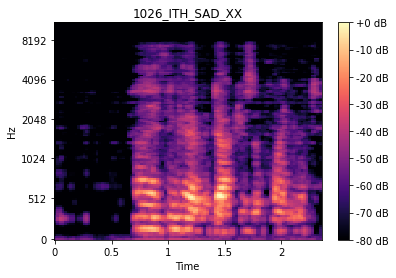 1026_ITH_SAD_XX
8192
4096
2048
1024
512
0
Hz
0
0.5
1
1.5
2
Time
+0 dB
-10 dB
-20 dB
-30 dB
-40 dB
-50 dB
-60 dB
-70 dB
-80 dB